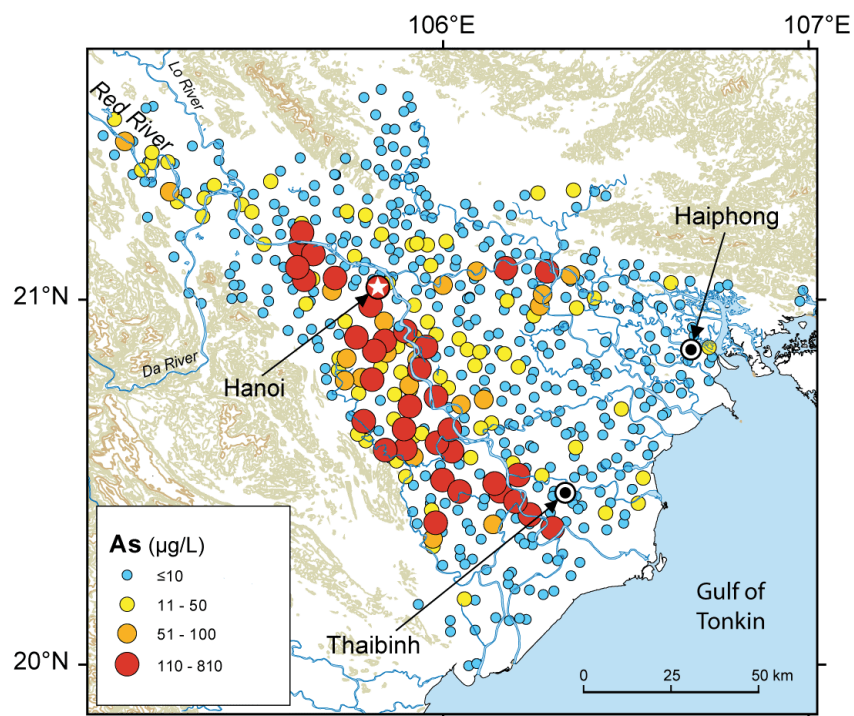 106°E
107°E
Lo River
Red River
Haiphong
21°N
Da River
Hanoi
As (µg/L)
≤10
11 - 50
51 - 100
110 - 810
Gulf of
Tonkin
Thaibinh
20°N
0 25 50 km